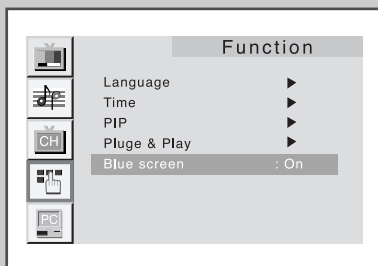 Function
Language ▶
Time ▶
PIP ▶
Pluge & Play ▶
CH
Blue screen : On
PC